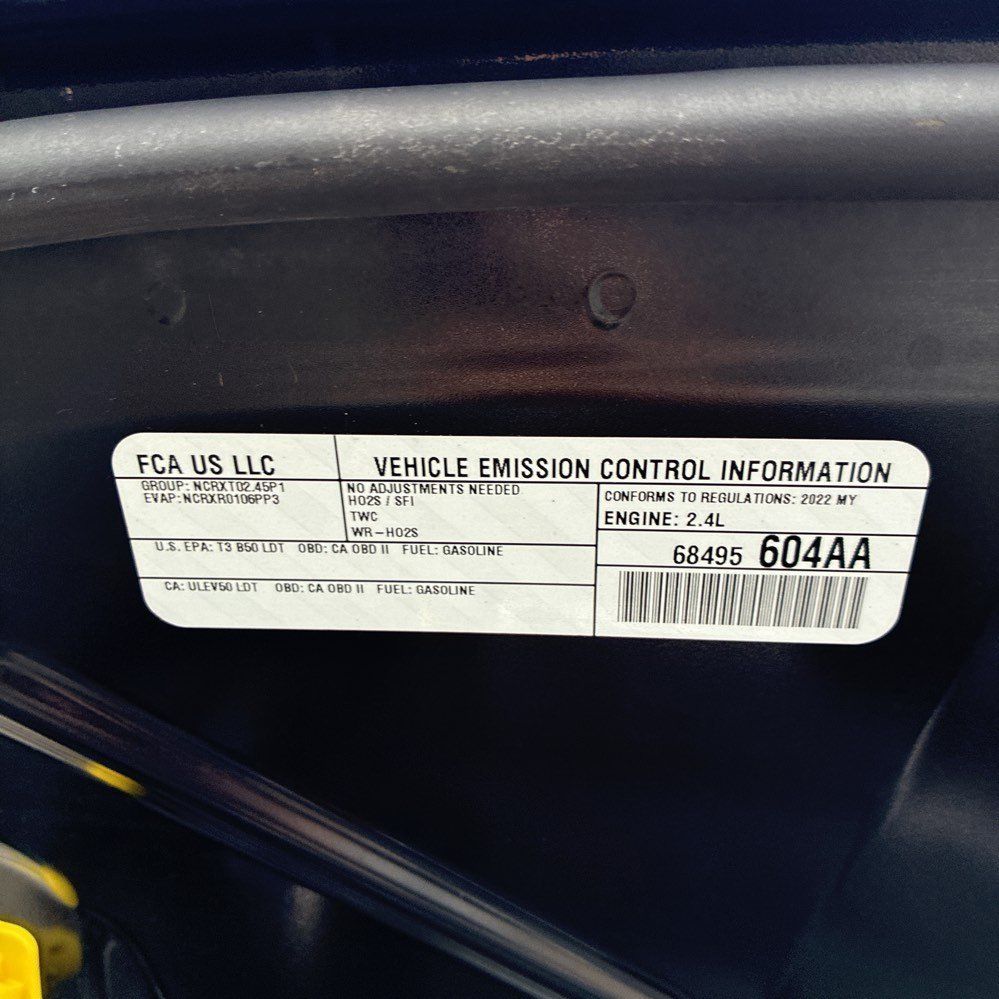 FCA US LLC
VEHICLE EMISSION CONTROL INFORMATION
GROUP: NCRXT02.45P1
EVAP: NCRXR0106PP3
NO ADJUSTMENTS NEEDED
HO2S / SFI
TWC
WR-HO2S
CONFORMS TO REGULATIONS: 2022 MY
ENGINE: 2.4L
U.S. EPA: T3 B50 LDT OBD: CA OBD II FUEL: GASOLINE
68495 604AA
CA: ULEV50 LDT OBD: CA OBD II FUEL: GASOLINE